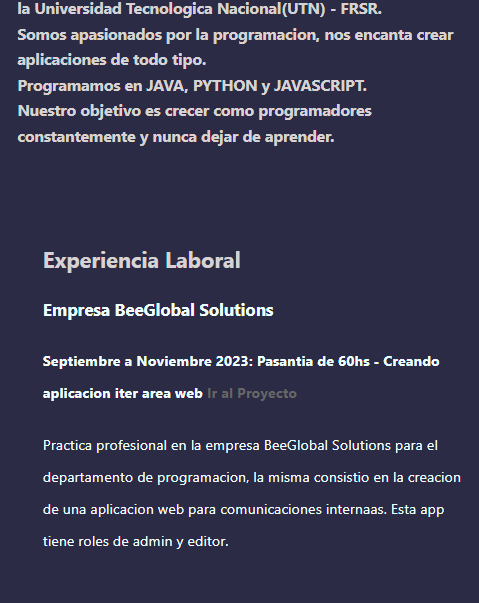 la Universidad Tecnologica Nacional(UTN) - FRSR.
Somos apasionados por la programacion, nos encanta crear
aplicaciones de todo tipo.
Programamos en JAVA, PYTHON y JAVASCRIPT.
Nuestro objetivo es crecer como programadores
constantemente y nunca dejar de aprender.
Experiencia Laboral
Empresa BeeGlobal Solutions
Septiembre a Noviembre 2023: Pasantia de 60hs - Creando
aplicacion iter area web Ir al Proyecto
Practica profesional en la empresa BeeGlobal Solutions para el
departamento de programacion, la misma consistio en la creacion
de una aplicacion web para comunicaciones internaas. Esta app
tiene roles de admin y editor.